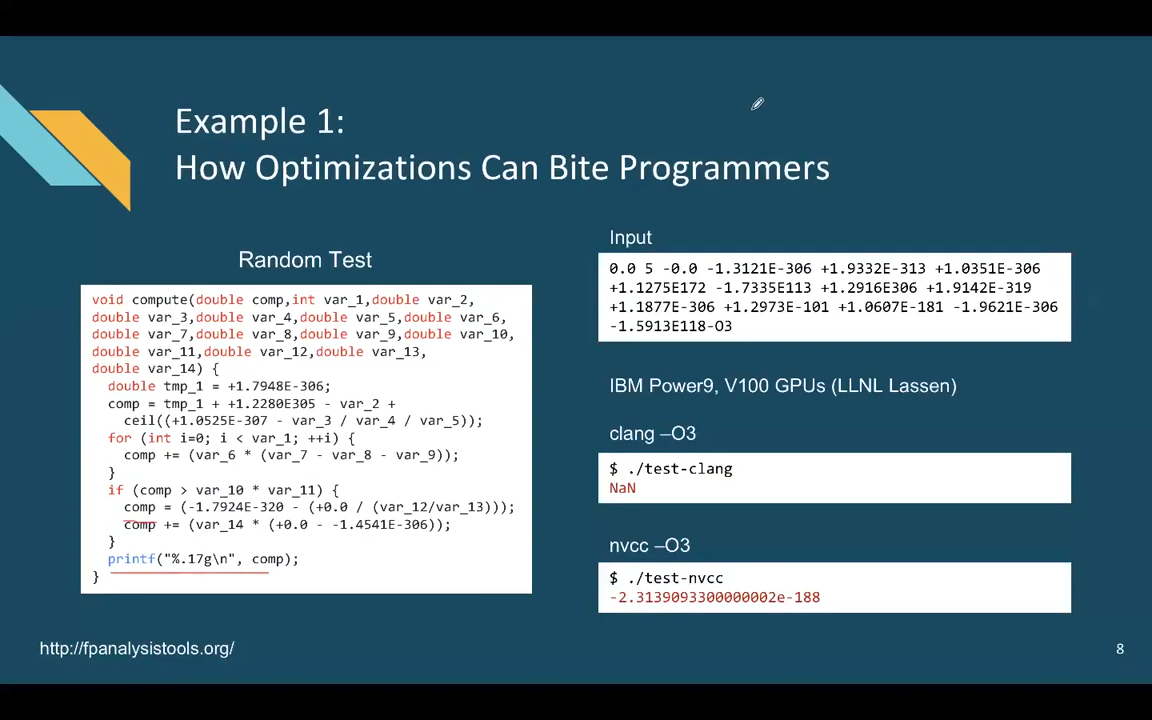 Example 1:
How Optimizations Can Bite Programmers
Random Test
void compute(double comp,int var_1,double var_2,
double var_3,double var_4,double var_5,double var_6,
double var_7,double var_8,double var_9,double var_10,
double var_11,double var_12,double var_13,
double var_14) {
double tmp_1 = +1.7948E-306;
comp = tmp_1 + +1.2280E305 - var_2 +
ceil((+1.0525E-307 - var_3 / var_4 / var_5));
for (int i=0; i < var_1; ++i) {
comp += (var_6 * (var_7 - var_8 - var_9));
}
if (comp > var_10 * var_11) {
comp = (-1.7924E-320 - (+0.0 / (var_12/var_13)));
comp += (var_14 * (+0.0 - -1.4541E-306));
}
printf("%.17g\n", comp);
}
Input
0.0 5 -0.0 -1.3121E-306 +1.9332E-313 +1.0351E-306
+1.1275E172 -1.7335E113 +1.2916E306 +1.9142E-319
+1.1877E-306 +1.2973E-101 +1.0607E-181 -1.9621E-306
-1.5913E118-O3
IBM Power9, V100 GPUs (LLNL Lassen)
clang –O3
$ ./test-clang
NaN
nvcc –O3
$ ./test-nvcc
-2.3139093300000002e-188
http://fpanalysistools.org/
8